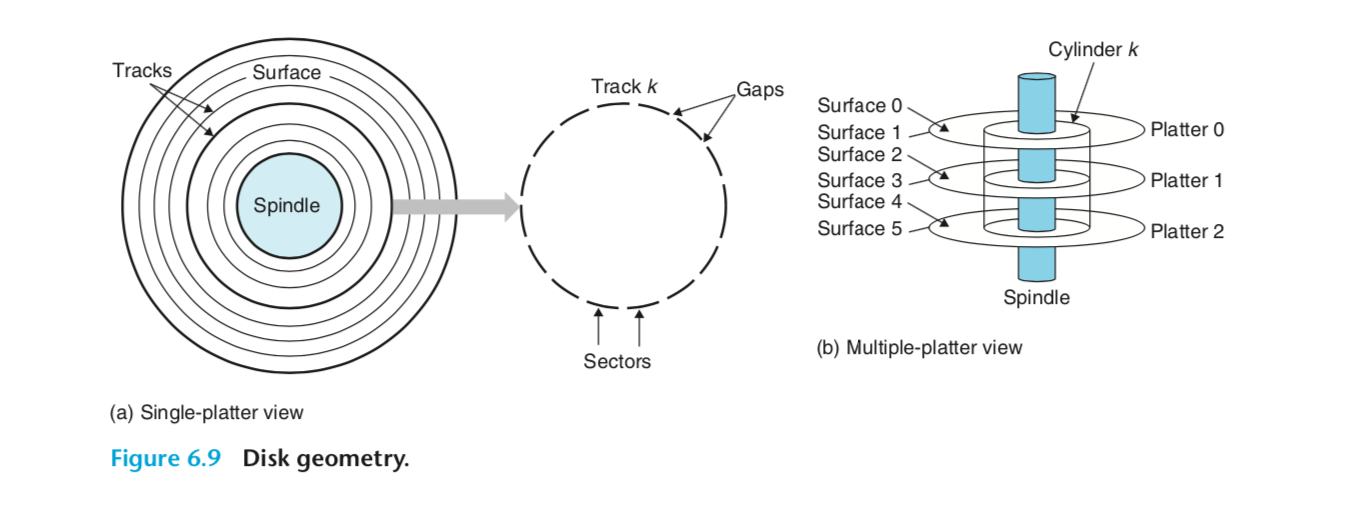 Tracks
Surface
Spindle
Track k
Gaps
Sectors
(a) Single-platter view
Cylinder k
Surface 0
Surface 1
Surface 2
Surface 3
Surface 4
Surface 5
Platter 0
Platter 1
Platter 2
Spindle
(b) Multiple-platter view
Figure 6.9 Disk geometry.